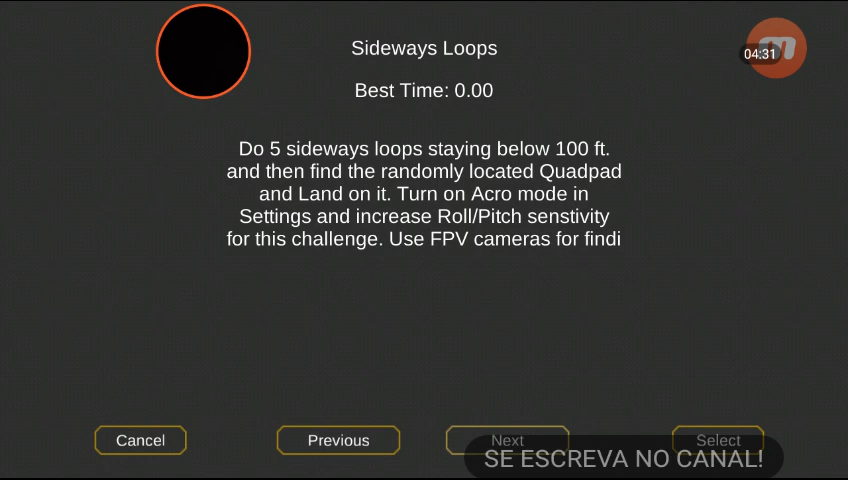 Sideways Loops
04:31
Best Time: 0.00
Do 5 sideways loops staying below 100 ft.
and then find the randomly located Quadpad
and Land on it. Turn on Acro mode in
Settings and increase Roll/Pitch senstivity
for this challenge. Use FPV cameras for findi
Cancel
Previous
Next
Select
SE ESCREVA NO CANAL!